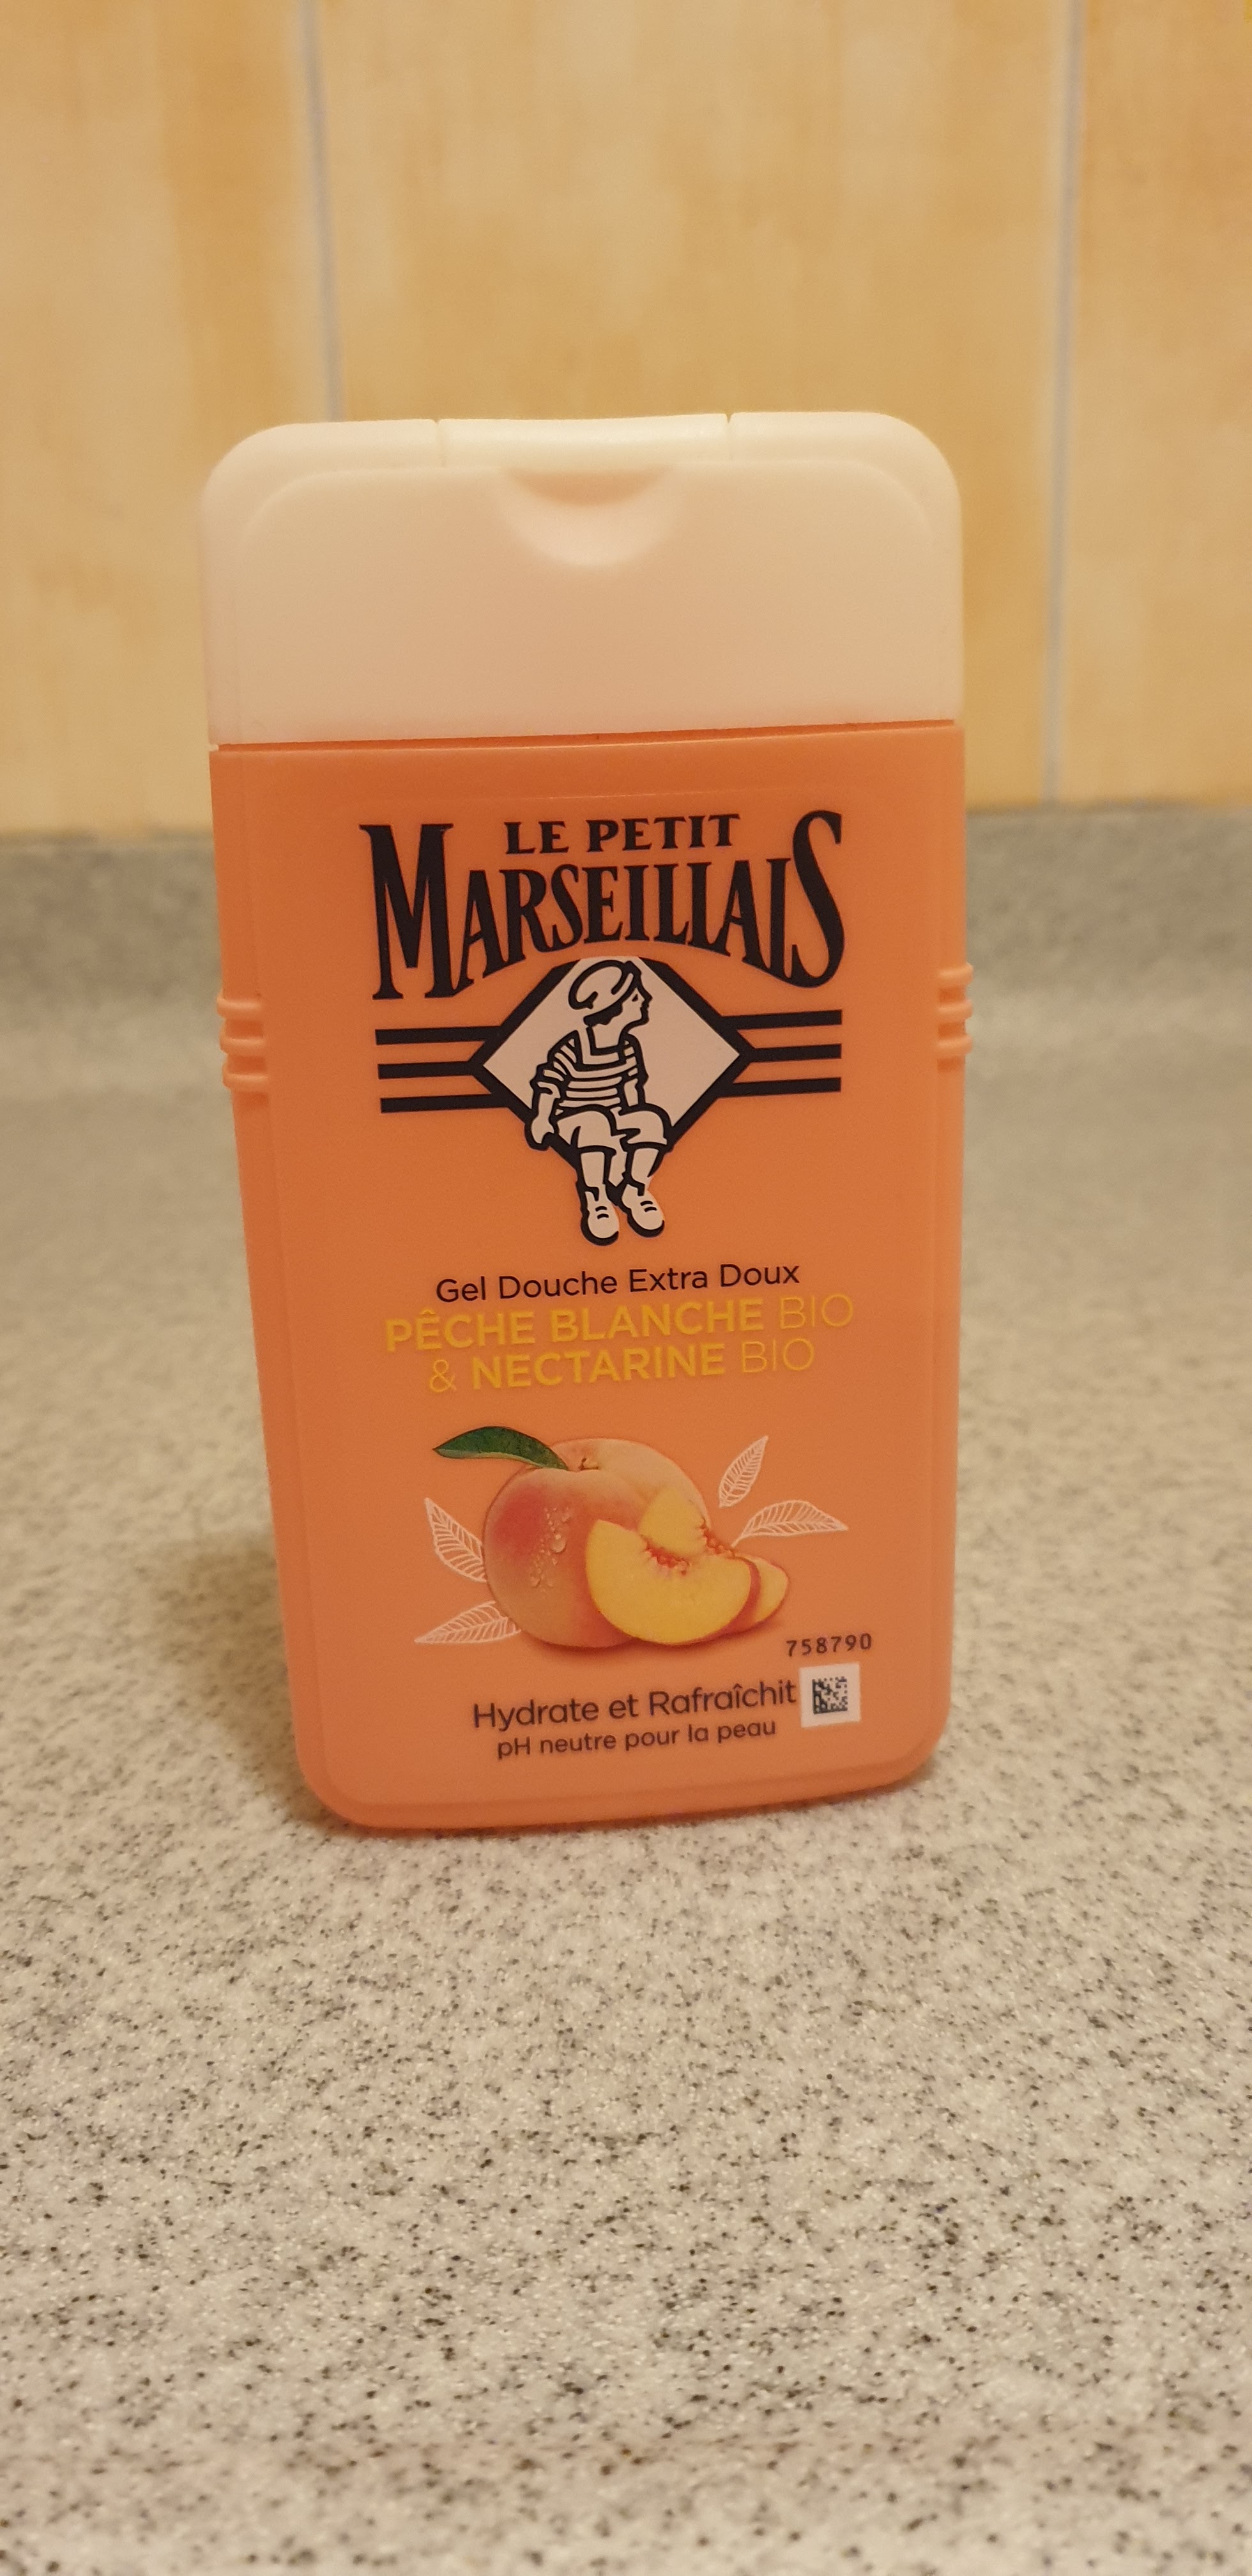 LE PETIT
MARSEILLAIS
Gel Douche Extra Doux
PÊCHE BLANCHE BIO
& NECTARINE BIO
758790
Hydrate et Rafraîchit
pH neutre pour la peau